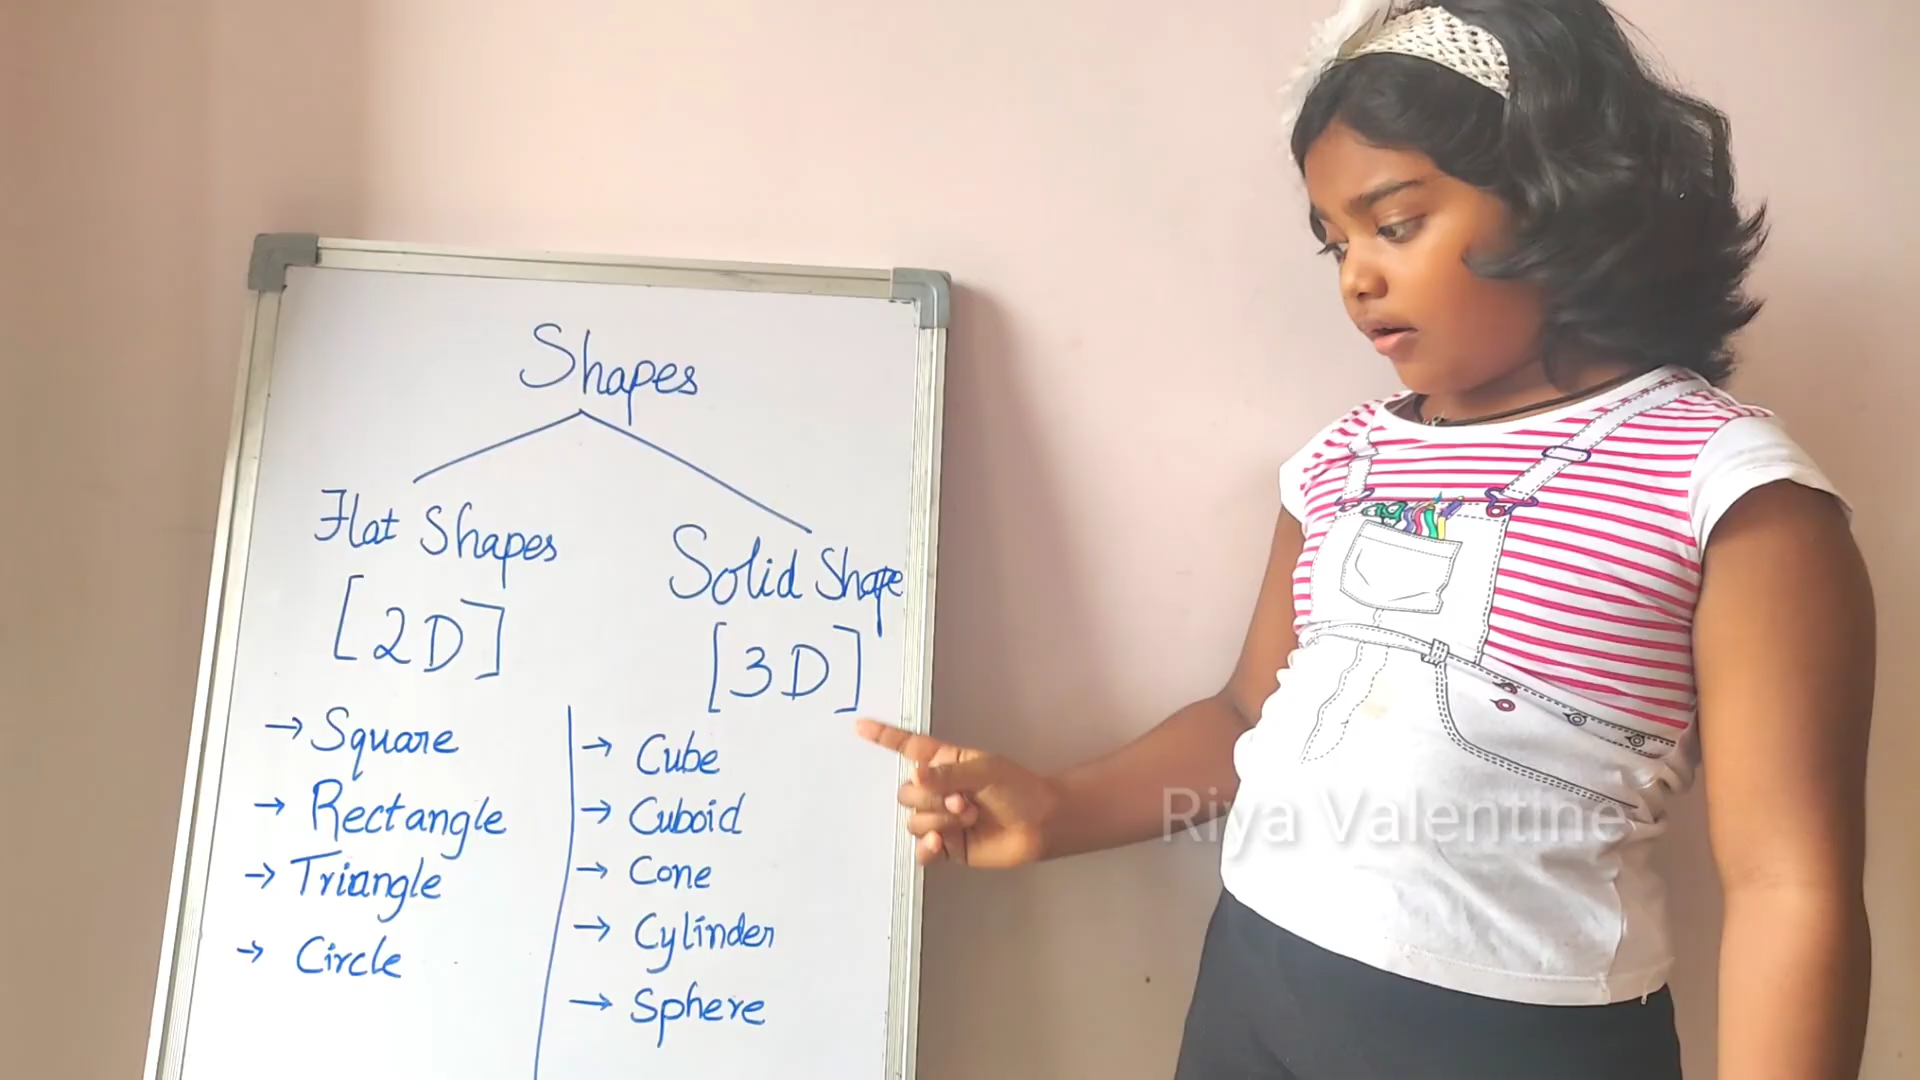 Shapes
Flat Shapes
[2D]
→ Square
→ Rectangle
→ Triangle
→ Circle
Solid Shape
[3D]
→ Cube
→ Cuboid
→ Cone
→ Cylinder
→ Sphere
Riya Valentine